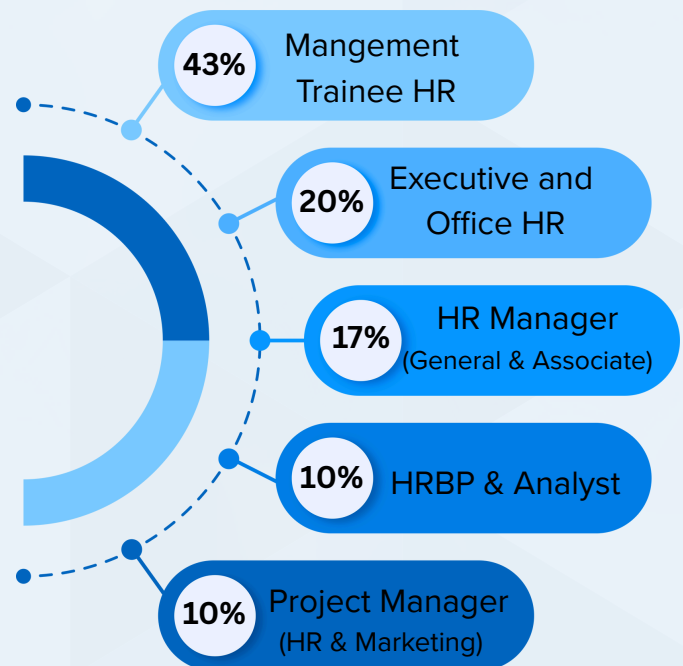 43%
Mangement
Trainee HR
20%
Executive and
Office HR
17%
HR Manager
(General & Associate)
10%
HRBP & Analyst
10%
Project Manager
(HR & Marketing)